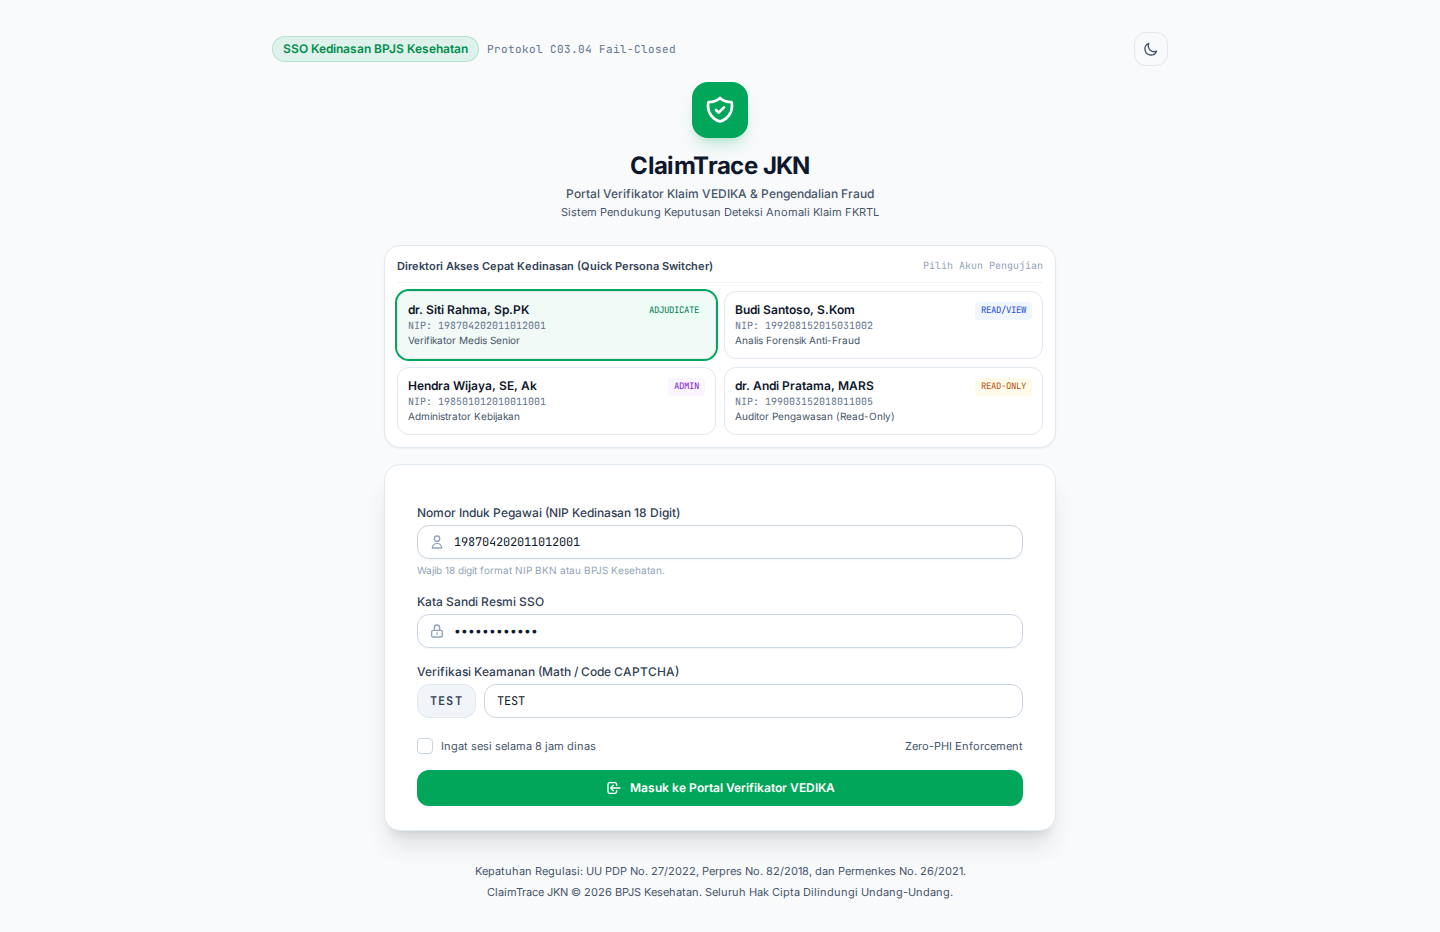 SSO Kedinasan BPJS Kesehatan Protokol C03.04 Fail-Closed
ClaimTrace JKN
Portal Verifikator Klaim VEDIKA & Pengendalian Fraud
Sistem Pendukung Keputusan Deteksi Anomali Klaim FKRTL
Direktori Akses Cepat Kedinasan (Quick Persona Switcher) Pilih Akun Pengujian
dr. Siti Rahma, Sp.PK ADJUDICATE
NIP: 198704202011012001
Verifikator Medis Senior
Budi Santoso, S.Kom READ/VIEW
NIP: 199208152015031002
Analis Forensik Anti-Fraud
Hendra Wijaya, SE, Ak ADMIN
NIP: 198501012010011001
Administrator Kebijakan
dr. Andi Pratama, MARS READ-ONLY
NIP: 199003152018011005
Auditor Pengawasan (Read-Only)
Nomor Induk Pegawai (NIP Kedinasan 18 Digit)
198704202011012001
Wajib 18 digit format NIP BKN atau BPJS Kesehatan.
Kata Sandi Resmi SSO
••••••••••••
Verifikasi Keamanan (Math / Code CAPTCHA)
TEST TEST
Ingat sesi selama 8 jam dinas Zero-PHI Enforcement
Masuk ke Portal Verifikator VEDIKA
Kepatuhan Regulasi: UU PDP No. 27/2022, Perpres No. 82/2018, dan Permenkes No. 26/2021.
ClaimTrace JKN © 2026 BPJS Kesehatan. Seluruh Hak Cipta Dilindungi Undang-Undang.